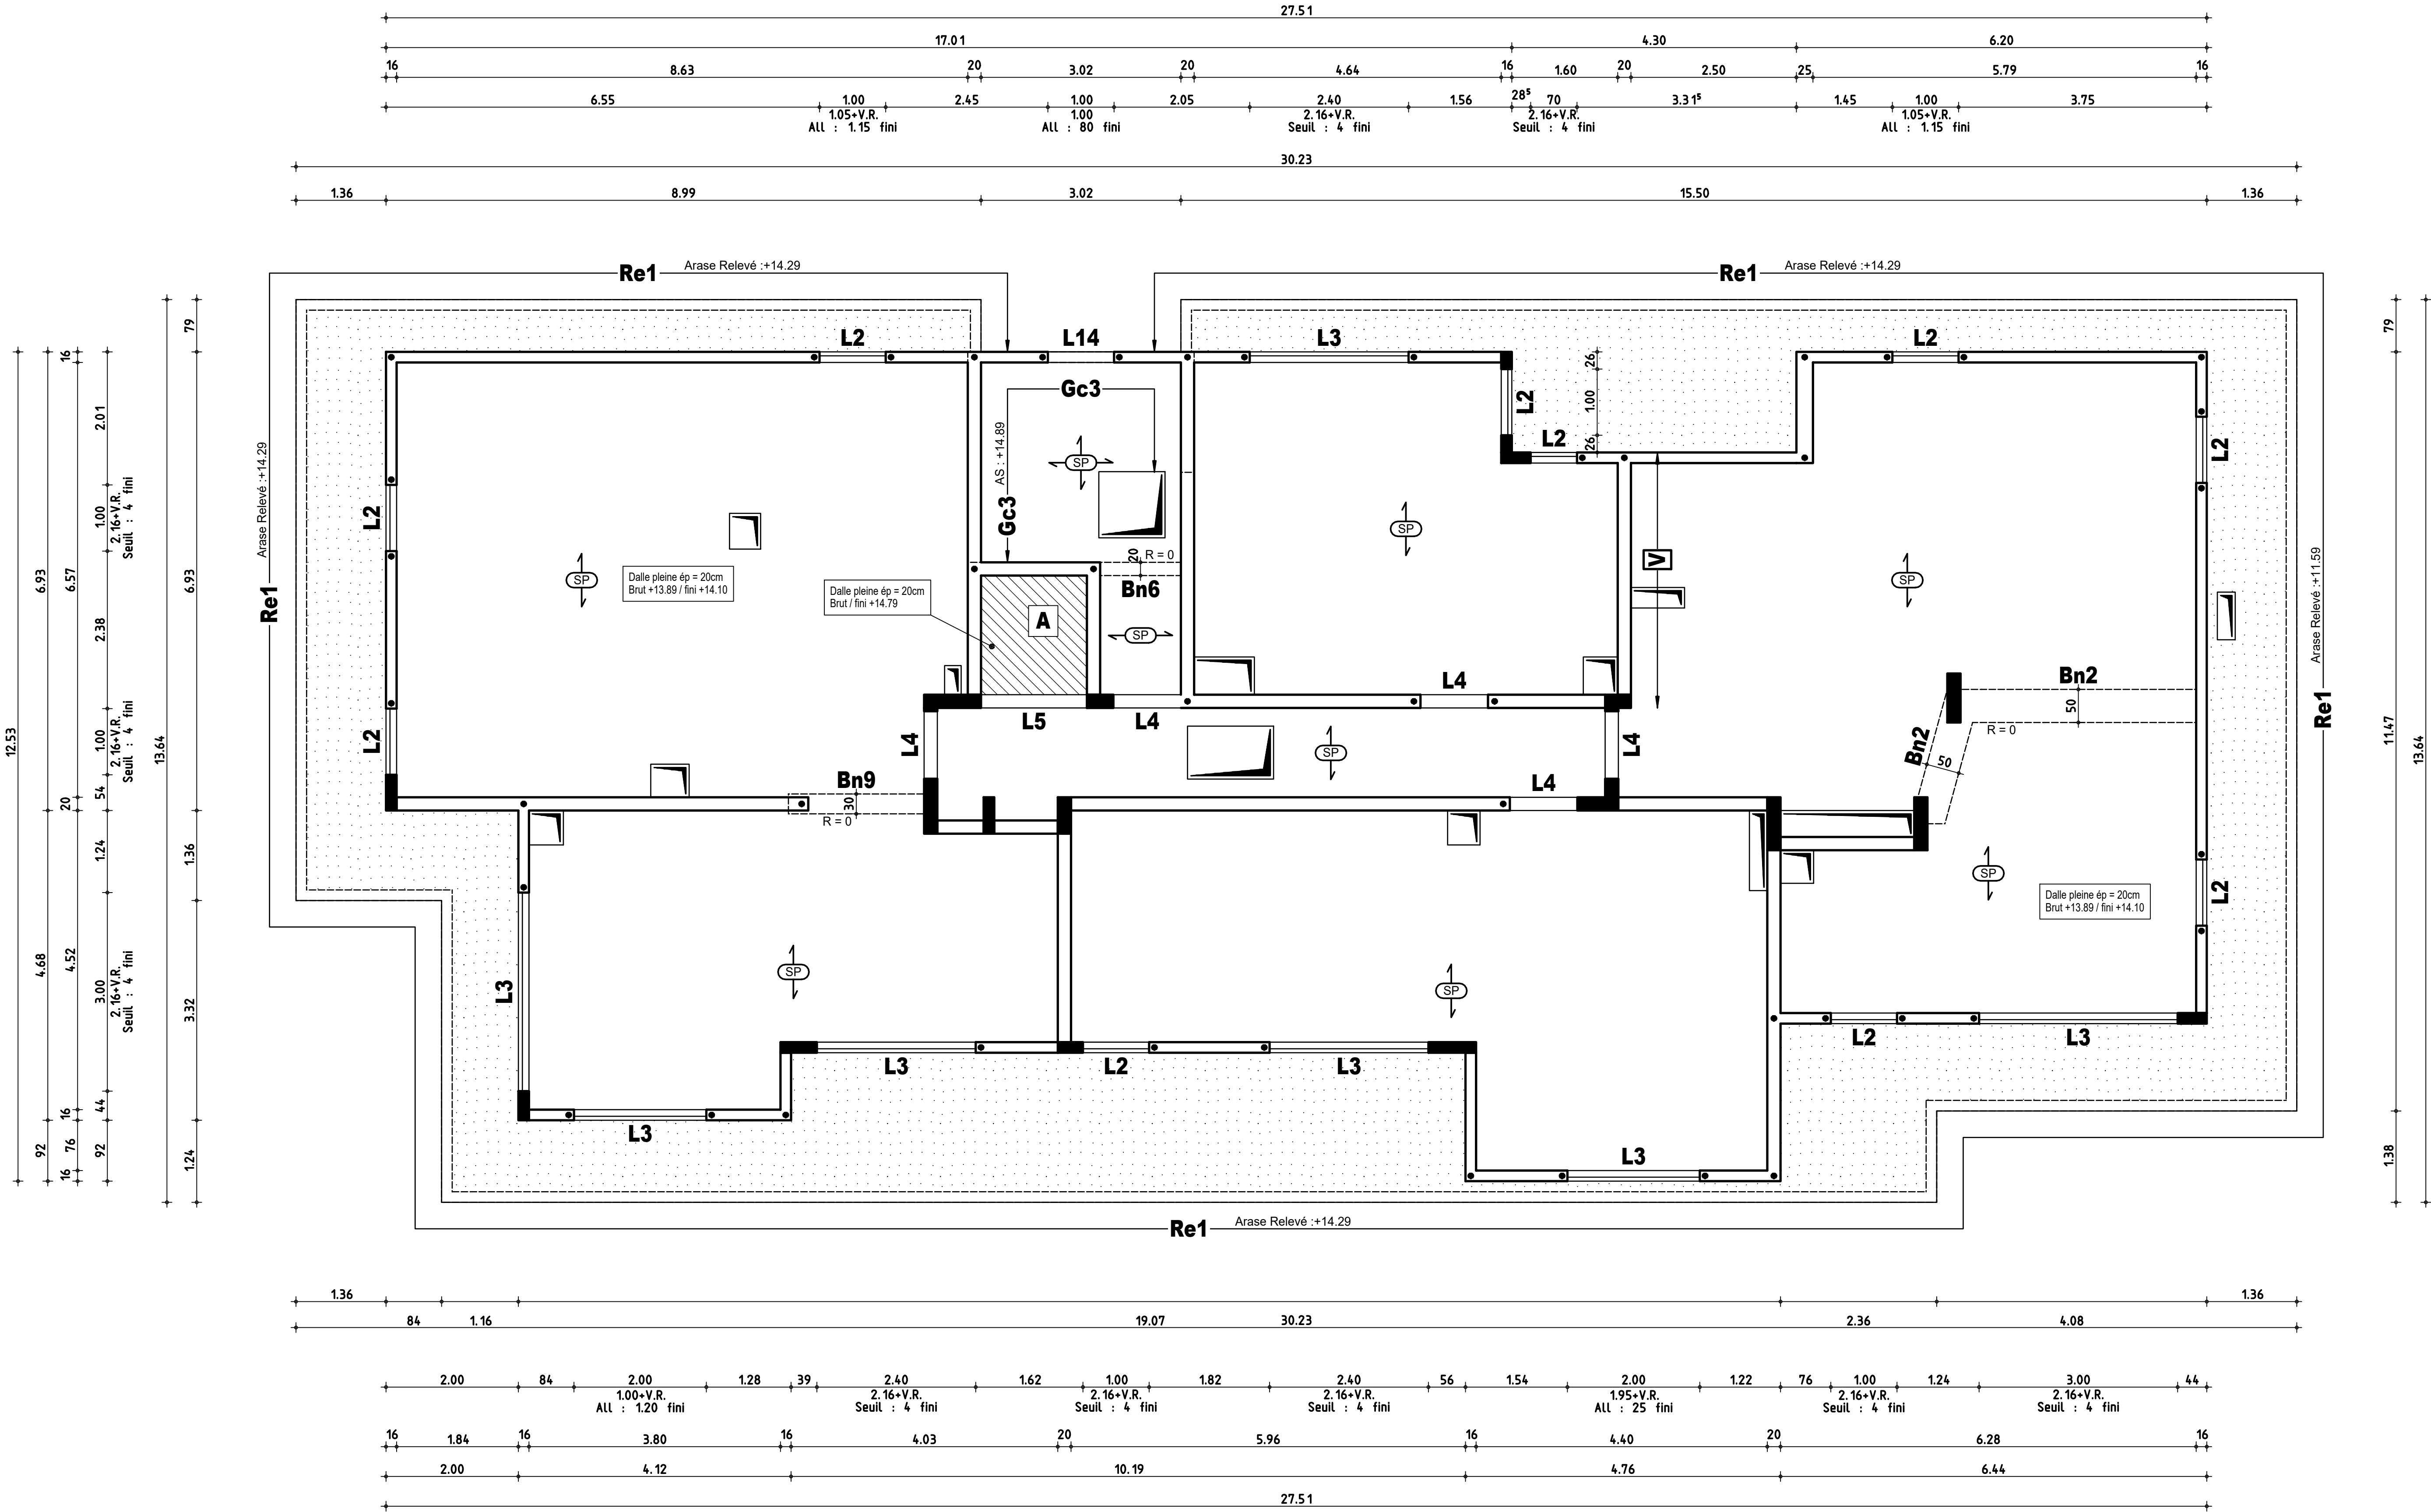 27.51
17.01 4.30 6.20
16 8.63 20 3.02 20 4.64 16 1.60 20 2.50 25 5.79 16
6.55 1.00 2.45 1.00 2.05 2.40 1.56 28⁵ 70 3.31⁵ 1.45 1.00 3.75
1.05+V.R. 1.00 2.16+V.R. 2.16+V.R. 1.05+V.R.
All : 1.15 fini All : 80 fini Seuil : 4 fini Seuil : 4 fini All : 1.15 fini
30.23
1.36 8.99 3.02 15.50 1.36
Re1 Arase Relevé :+14.29
Re1 Arase Relevé :+14.29
L2 L14 L3 L2
Gc3
AS : +14.89
Gc3
SP
L2
L2
26
1.00
26
L2
Arase Relevé :+14.29
Re1
L2
SP
Dalle pleine ép = 20cm
Brut +13.89 / fini +14.10
Dalle pleine ép = 20cm
Brut / fini +14.79
A
20
R = 0
Bn6
SP
SP
V
SP
Arase Relevé :+11.59
Re1
L2
L5
L4
L4
L4
L4
SP
L4
Bn9
30
R = 0
Bn2
50
R = 0
Bn2
50
SP
L2
Dalle pleine ép = 20cm
Brut +13.89 / fini +14.10
L3
SP
SP
L3
L3
L2
L3
L3
L2
L3
Re1 Arase Relevé :+14.29
12.53
6.93
4.68
92
16
6.57
20
4.52
16
76
16
2.01
1.00
2.16+V.R.
Seuil : 4 fini
2.38
1.00
2.16+V.R.
Seuil : 4 fini
54
1.24
3.00
2.16+V.R.
Seuil : 4 fini
44
92
13.64
79
6.93
1.36
3.32
1.24
79
11.47
1.38
13.64
1.36 1.36
84 1.16 19.07 30.23 2.36 4.08
2.00 84 2.00 1.28 39 2.40 1.62 1.00 1.82 2.40 56 1.54 2.00 1.22 76 1.00 1.24 3.00 44
1.00+V.R. 2.16+V.R. 2.16+V.R. 2.16+V.R. 1.95+V.R. 2.16+V.R. 2.16+V.R.
All : 1.20 fini Seuil : 4 fini Seuil : 4 fini Seuil : 4 fini All : 25 fini Seuil : 4 fini Seuil : 4 fini
16 1.84 16 3.80 16 4.03 20 5.96 16 4.40 20 6.28 16
2.00 4.12 10.19 4.76 6.44
27.51